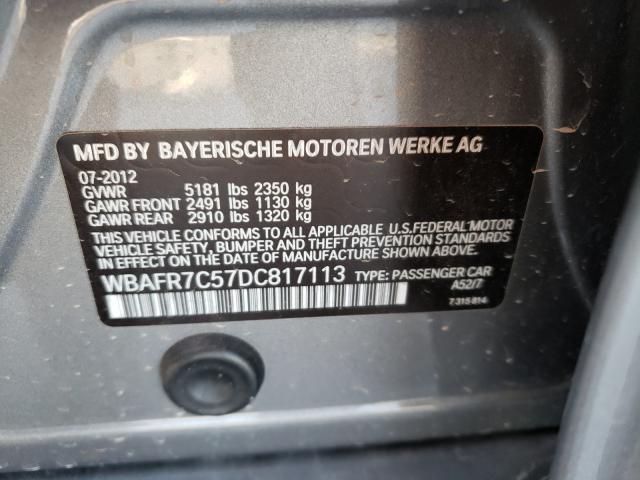 MFD BY BAYERISCHE MOTOREN WERKE AG
07-2012
GVWR 5181 lbs 2350 kg
GAWR FRONT 2491 lbs 1130 kg
GAWR REAR 2910 lbs 1320 kg
THIS VEHICLE CONFORMS TO ALL APPLICABLE U.S.FEDERAL MOTOR
VEHICLE SAFETY, BUMPER AND THEFT PREVENTION STANDARDS
IN EFFECT ON THE DATE OF MANUFACTURE SHOWN ABOVE.
WBAFR7C57DC817113 TYPE: PASSENGER CAR
A52/7
7 315 814